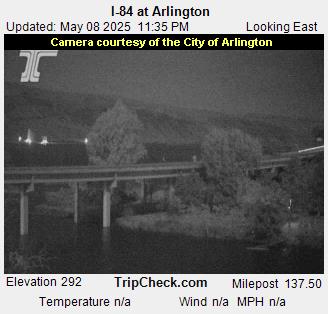 I-84 at Arlington
Updated: May 08 2025 11:35 PM Looking East
Camera courtesy of the City of Arlington
Elevation 292 TripCheck.com Milepost 137.50
Temperature n/a Wind n/a MPH n/a